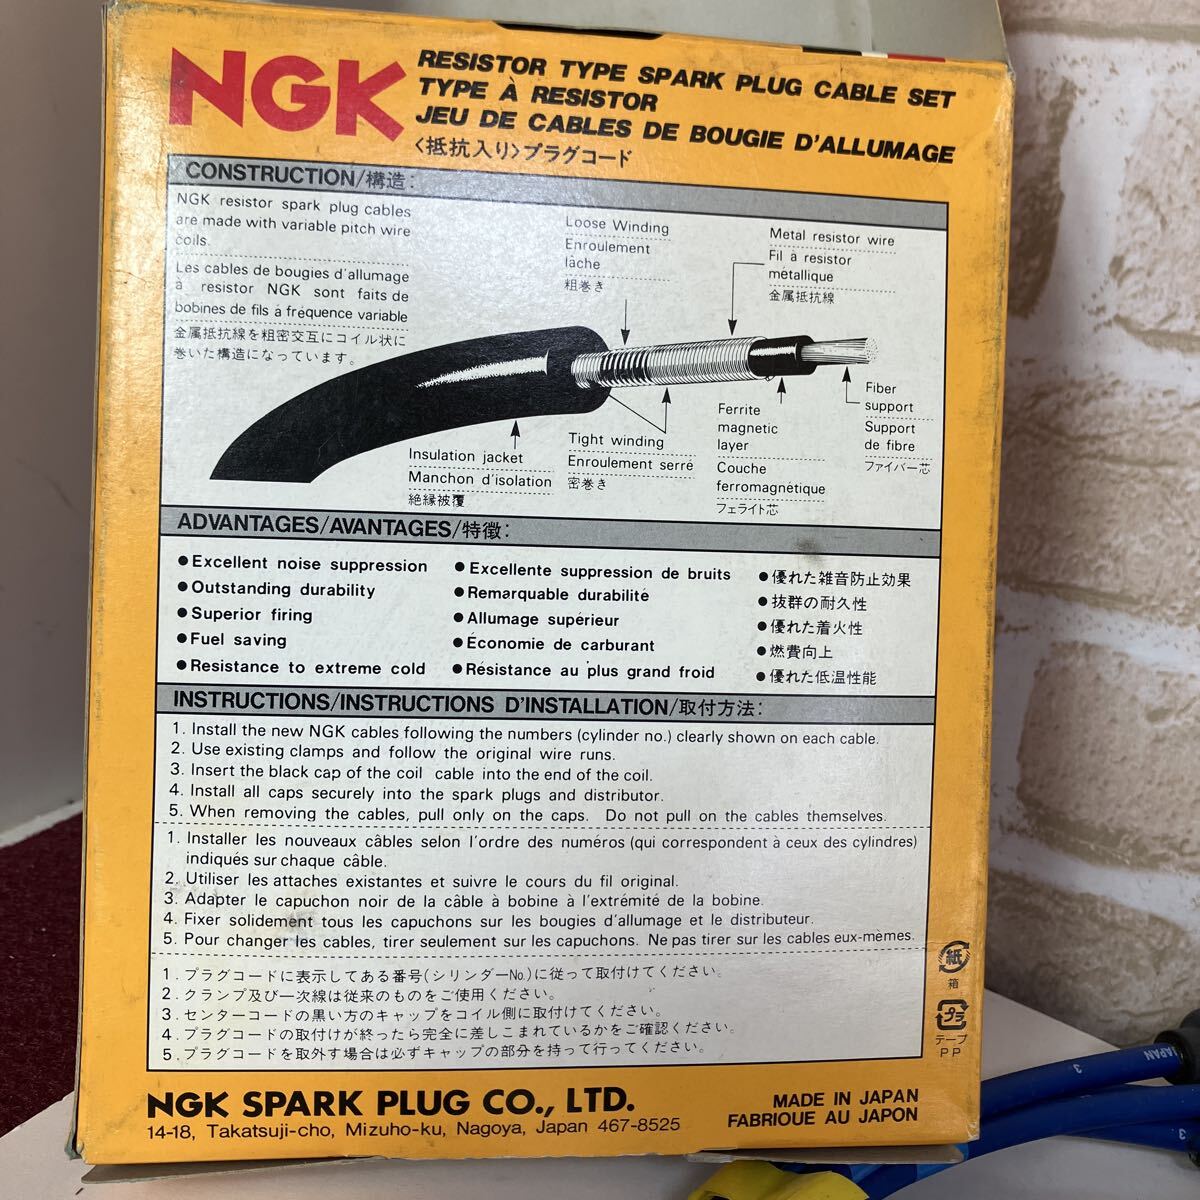 NGK
RESISTOR TYPE SPARK PLUG CABLE SET
TYPE À RESISTOR
JEU DE CABLES DE BOUGIE D'ALLUMAGE
〈抵抗入り〉プラグコード
CONSTRUCTION/構造:
NGK resistor spark plug cables
are made with variable pitch wire
coils.
Les cables de bougies d'allumage
à resistor NGK sont faits de
bobines de fils à fréquence variable
金属抵抗線を粗密交互にコイル状に
巻いた構造になっています。
Loose Winding
Enroulement
lâche
粗巻き
Metal resistor wire
Fil à resistor
métallique
金属抵抗線
Insulation jacket
Manchon d'isolation
絶縁被覆
Tight winding
Enroulement serré
密巻き
Ferrite
magnetic
layer
Couche
ferromagnétique
フェライト芯
Fiber
support
Support
de fibre
ファイバー芯
ADVANTAGES/AVANTAGES/特徴:
●Excellent noise suppression
●Outstanding durability
●Superior firing
●Fuel saving
●Resistance to extreme cold
●Excellente suppression de bruits
●Remarquable durabilité
●Allumage supérieur
●Économie de carburant
●Résistance au plus grand froid
●優れた雑音防止効果
●抜群の耐久性
●優れた着火性
●燃費向上
●優れた低温性能
INSTRUCTIONS/INSTRUCTIONS D'INSTALLATION/取付方法:
1. Install the new NGK cables following the numbers (cylinder no.) clearly shown on each cable.
2. Use existing clamps and follow the original wire runs.
3. Insert the black cap of the coil cable into the end of the coil.
4. Install all caps securely into the spark plugs and distributor.
5. When removing the cables, pull only on the caps. Do not pull on the cables themselves.
1. Installer les nouveaux câbles selon l'ordre des numéros (qui correspondent à ceux des cylindres)
indiqués sur chaque câble.
2. Utiliser les attaches existantes et suivre le cours du fil original.
3. Adapter le capuchon noir de la câble à bobine à l'extrémité de la bobine.
4. Fixer solidement tous les capuchons sur les bougies d'allumage et le distributeur.
5. Pour changer les cables, tirer seulement sur les capuchons. Ne pas tirer sur les cables eux-mèmes.
1. プラグコードに表示してある番号(シリンダーNo.)に従って取付けてください。
2. クランプ及び一次線は従来のものをご使用ください。
3. センターコードの黒い方のキャップをコイル側に取付けてください。
4. プラグコードの取付けが終ったら完全に差しこまれているかをご確認ください。
5. プラグコードを取外す場合は必ずキャップの部分を持って行ってください。
紙
箱
プラ
テープ
PP
NGK SPARK PLUG CO., LTD.
14-18, Takatsuji-cho, Mizuho-ku, Nagoya, Japan 467-8525
MADE IN JAPAN
FABRIQUE AU JAPON
JAPAN
3
3